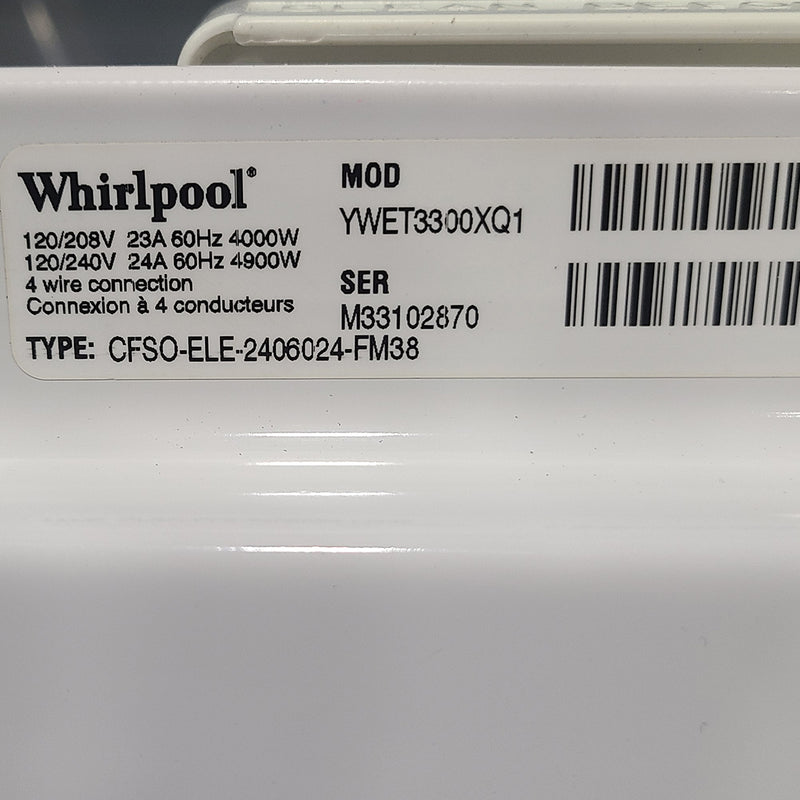 Whirlpool®
120/208V 23A 60Hz 4000W
120/240V 24A 60Hz 4900W
4 wire connection
Connexion à 4 conducteurs
TYPE: CFSO-ELE-2406024-FM38
MOD
YWET3300XQ1
SER
M33102870